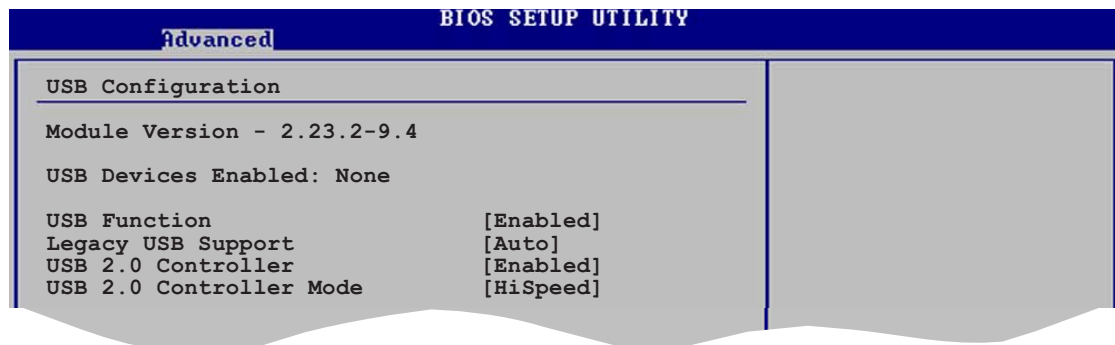 BIOS SETUP UTILITY
Advanced
USB Configuration
Module Version - 2.23.2-9.4
USB Devices Enabled: None
USB Function [Enabled]
Legacy USB Support [Auto]
USB 2.0 Controller [Enabled]
USB 2.0 Controller Mode [HiSpeed]